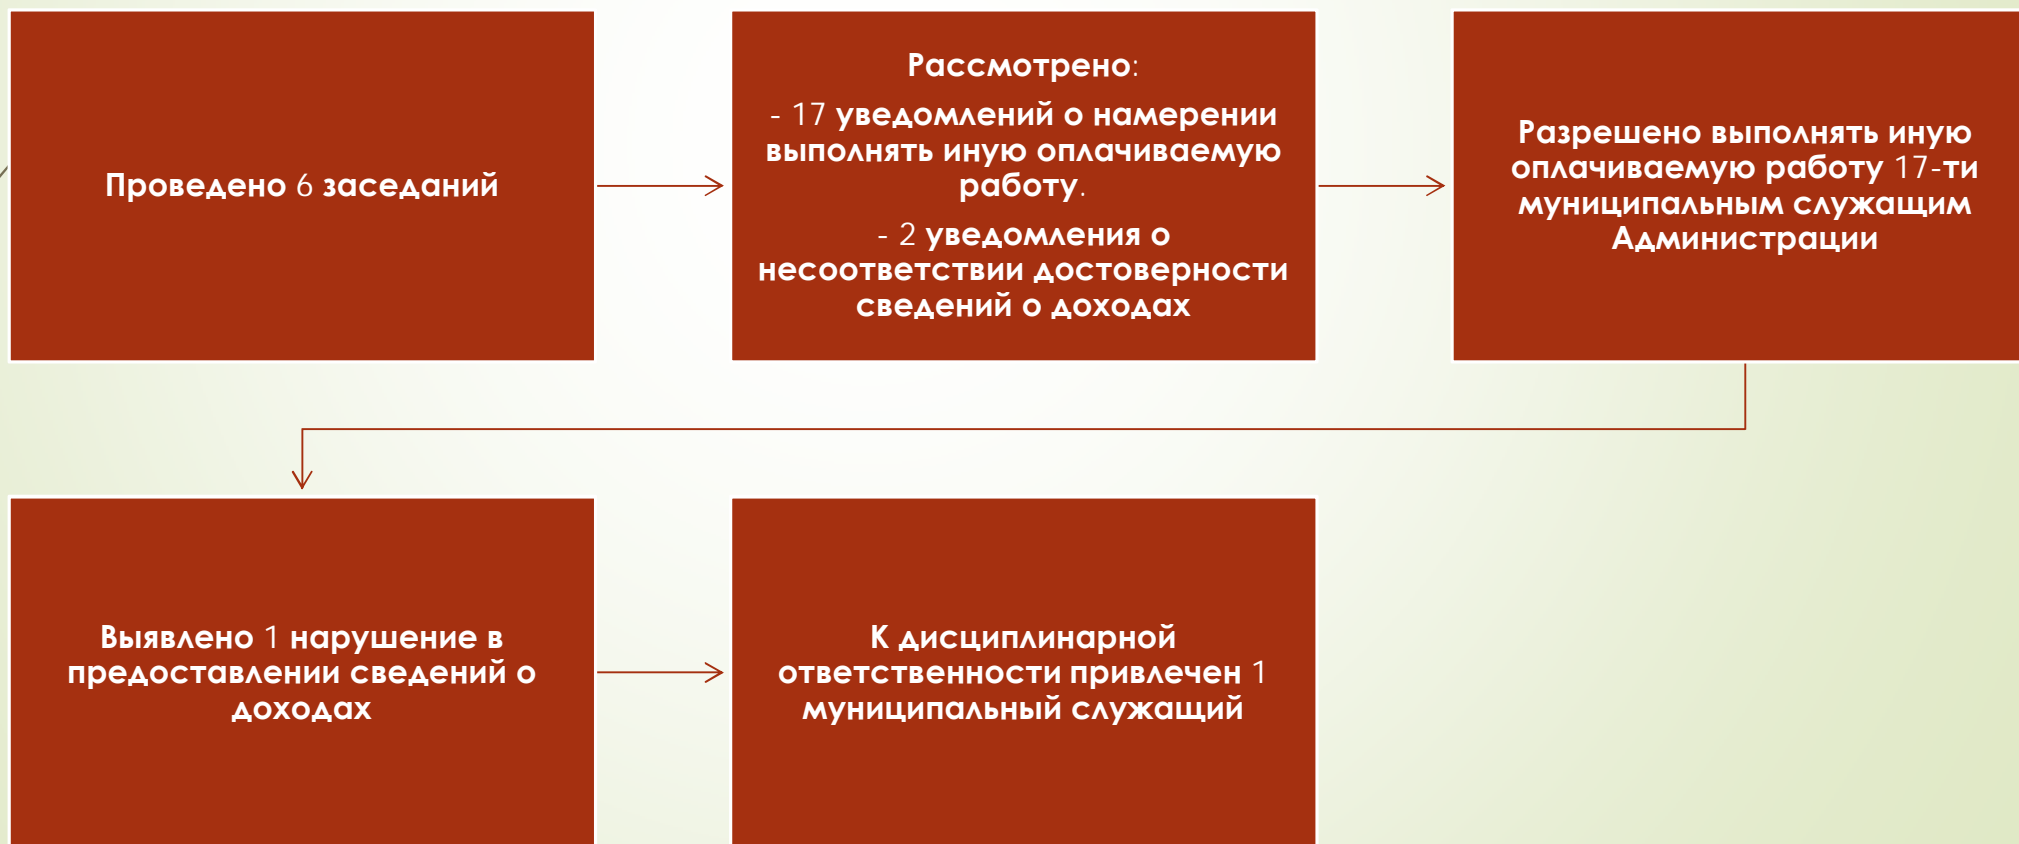 Проведено 6 заседаний
Рассмотрено:
- 17 уведомлений о намерении
выполнять иную оплачиваемую
работу.
- 2 уведомления о
несоответствии достоверности
сведений о доходах
Разрешено выполнять иную
оплачиваемую работу 17-ти
муниципальным служащим
Администрации
Выявлено 1 нарушение в
предоставлении сведений о
доходах
К дисциплинарной
ответственности привлечен 1
муниципальный служащий